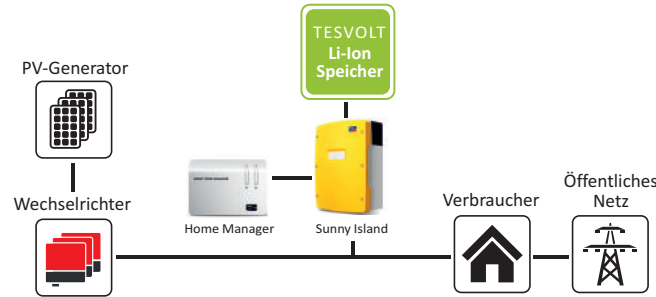 TESVOLT
Li-Ion
Speicher
PV-Generator
Wechselrichter
Home Manager
Sunny Island
Verbraucher
Öffentliches
Netz